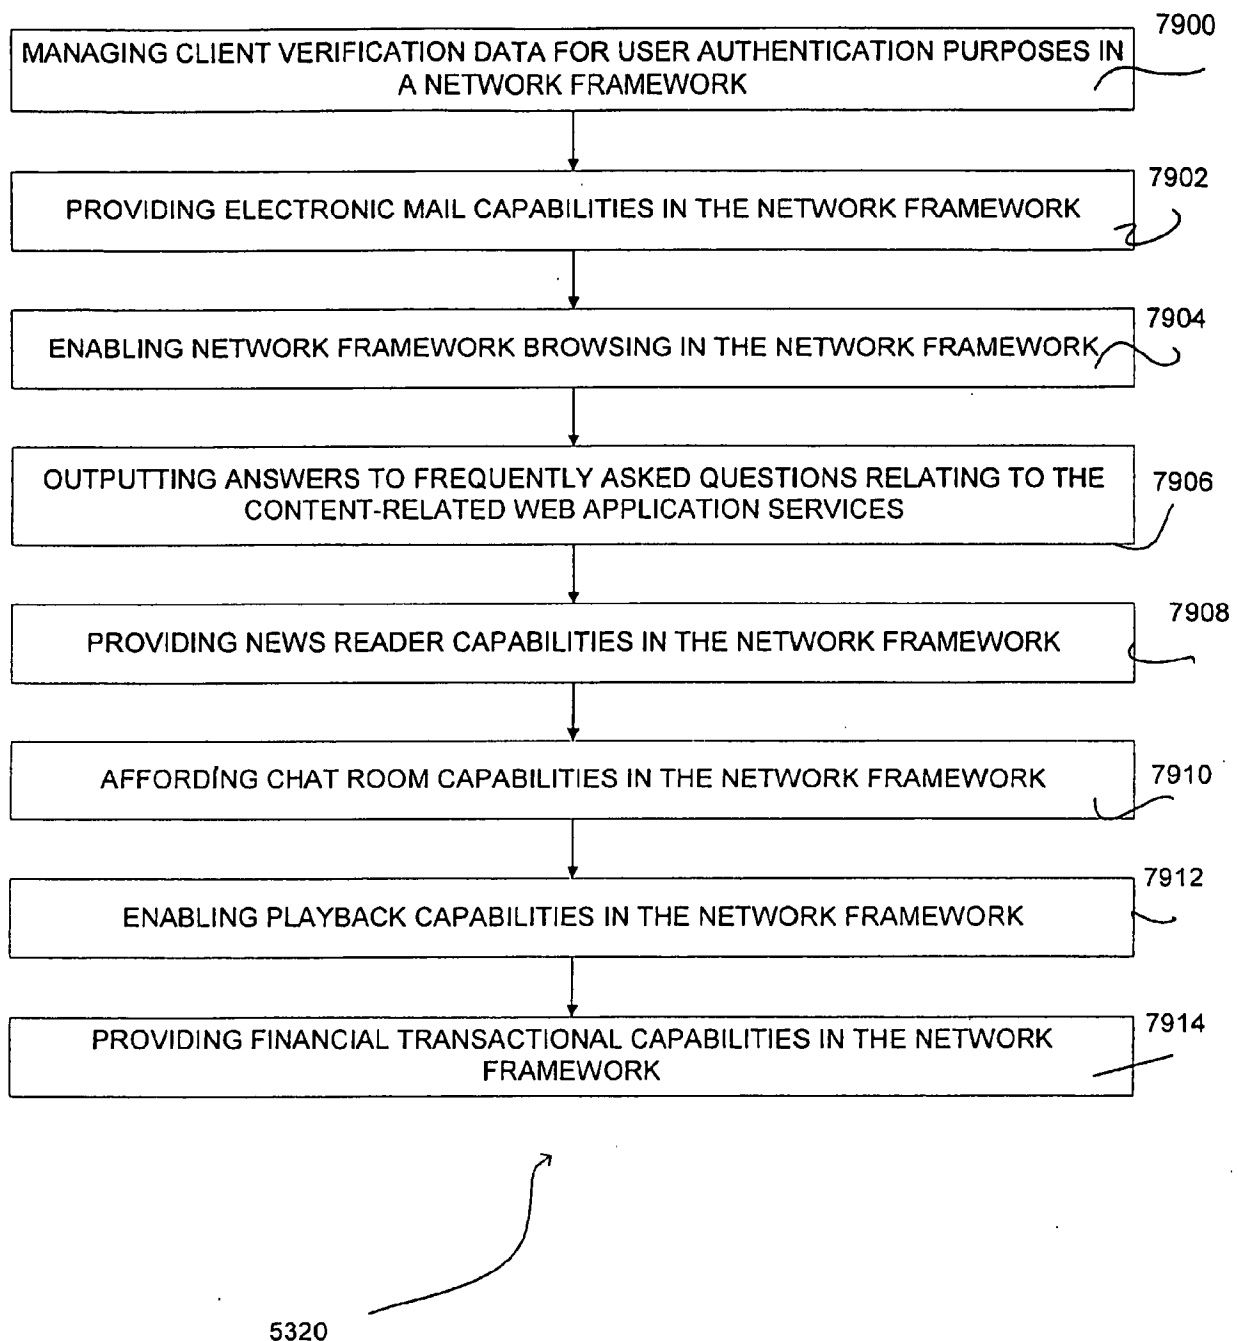 7900
MANAGING CLIENT VERIFICATION DATA FOR USER AUTHENTICATION PURPOSES IN
A NETWORK FRAMEWORK
7902
PROVIDING ELECTRONIC MAIL CAPABILITIES IN THE NETWORK FRAMEWORK
7904
ENABLING NETWORK FRAMEWORK BROWSING IN THE NETWORK FRAMEWORK
OUTPUTTING ANSWERS TO FREQUENTLY ASKED QUESTIONS RELATING TO THE
CONTENT-RELATED WEB APPLICATION SERVICES
7906
7908
PROVIDING NEWS READER CAPABILITIES IN THE NETWORK FRAMEWORK
AFFORDING CHAT ROOM CAPABILITIES IN THE NETWORK FRAMEWORK
7910
7912
ENABLING PLAYBACK CAPABILITIES IN THE NETWORK FRAMEWORK
7914
PROVIDING FINANCIAL TRANSACTIONAL CAPABILITIES IN THE NETWORK
FRAMEWORK
5320